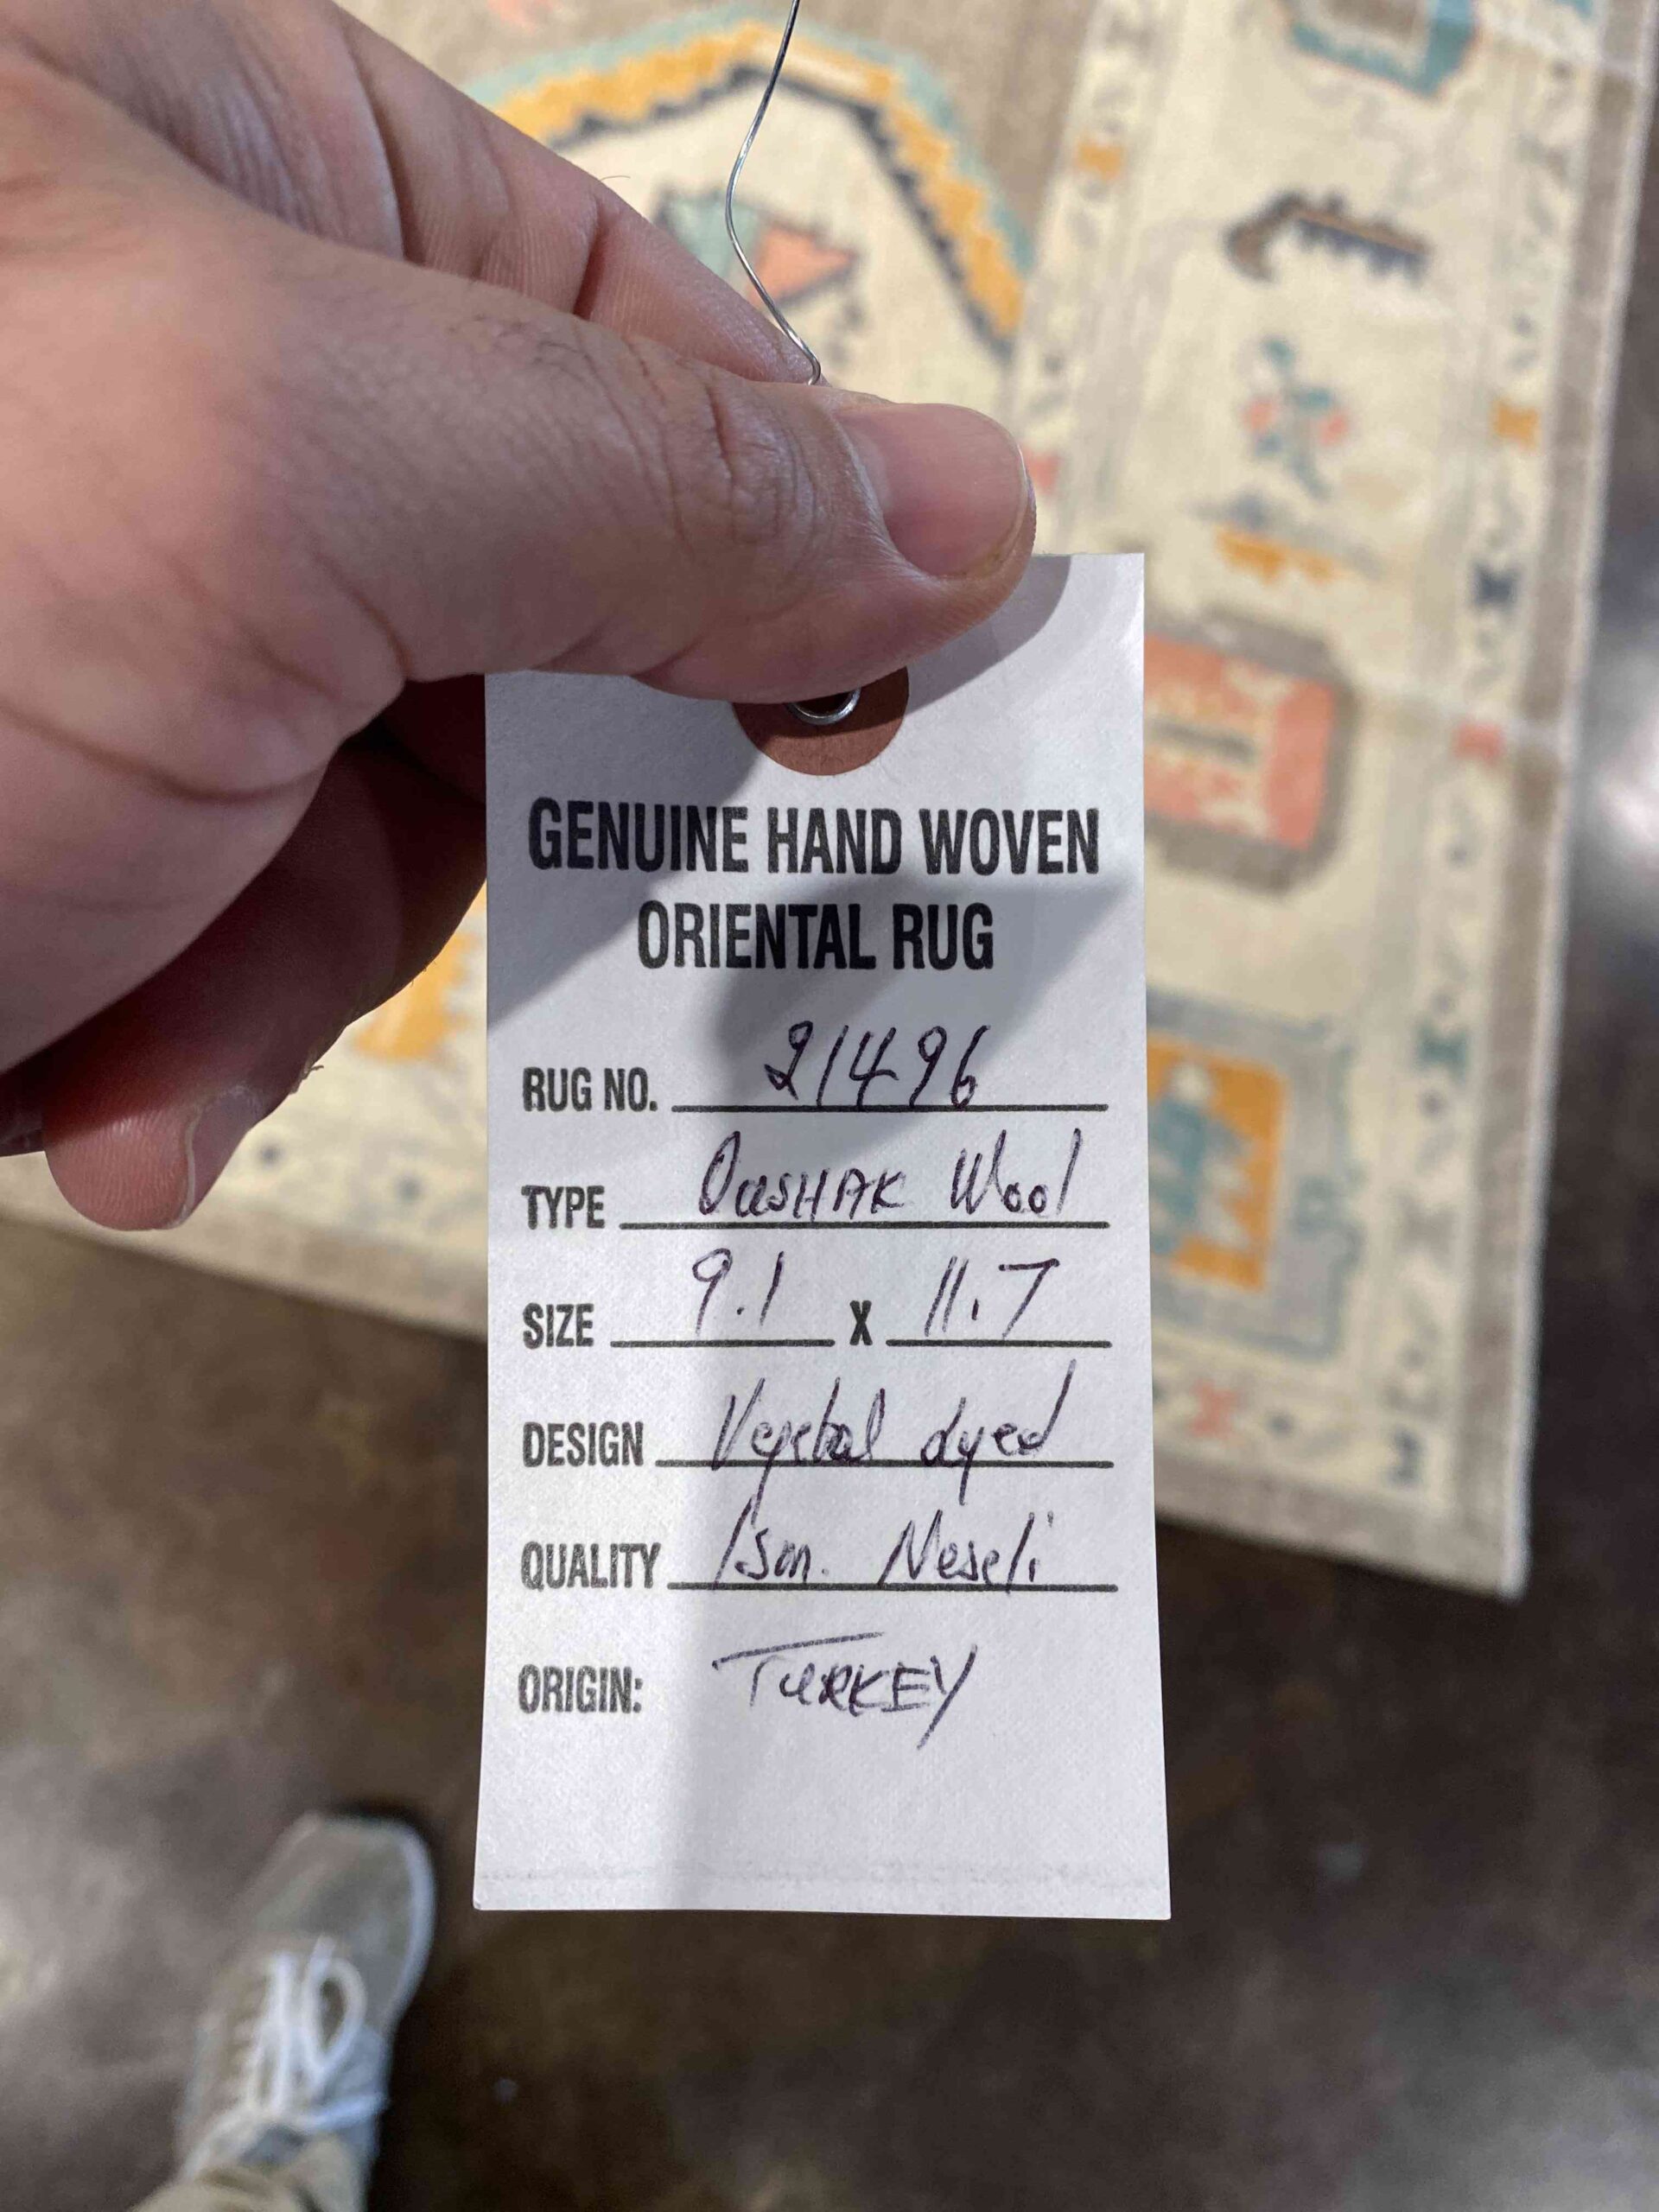 GENUINE HAND WOVEN
ORIENTAL RUG
RUG NO. 21496
TYPE OUSHAK Wool
SIZE 9.1 X 11.7
DESIGN Vegetal dyed
QUALITY Neseli
ORIGIN: TURKEY